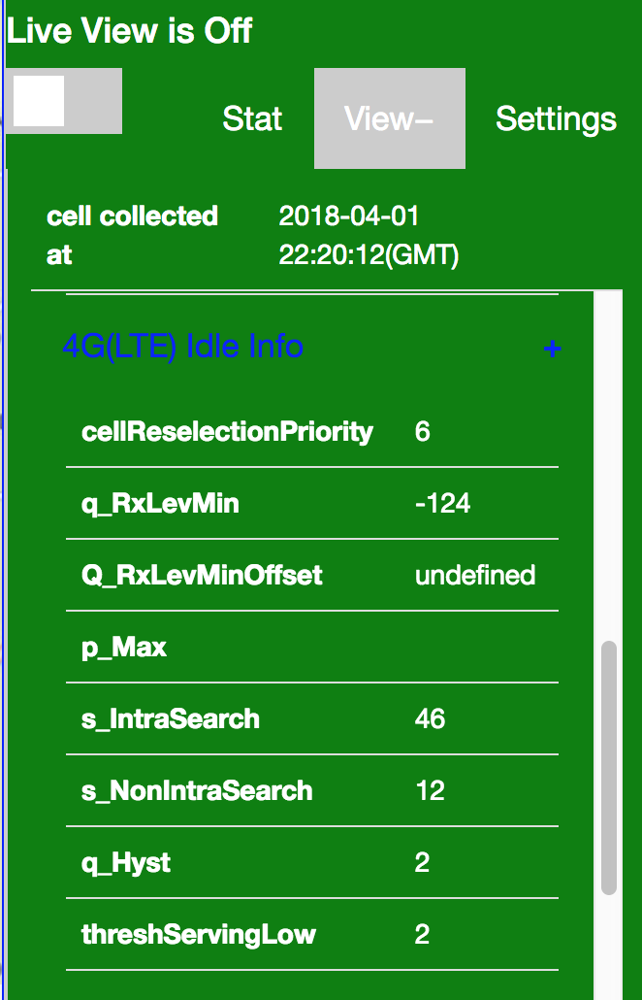 Live View is Off
Stat View− Settings
cell collected at 2018-04-01 22:20:12(GMT)
4G(LTE) Idle Info +
cellReselectionPriority 6
q_RxLevMin -124
Q_RxLevMinOffset undefined
p_Max
s_IntraSearch 46
s_NonIntraSearch 12
q_Hyst 2
threshServingLow 2